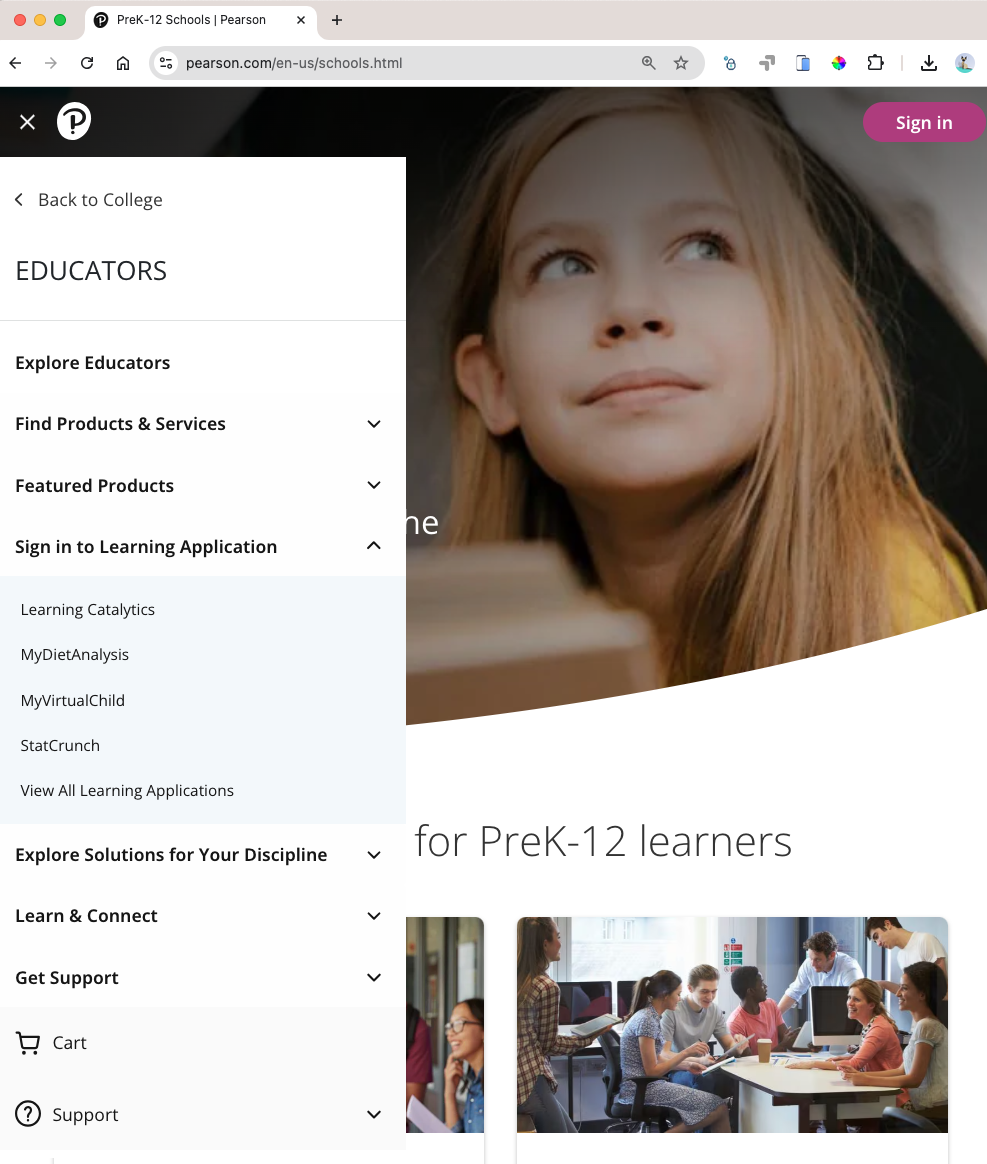 PreK-12 Schools | Pearson
pearson.com/en-us/schools.html
Sign in
Back to College
EDUCATORS
Explore Educators
Find Products & Services
Featured Products
Sign in to Learning Application
he
Learning Catalytics
MyDietAnalysis
MyVirtualChild
StatCrunch
View All Learning Applications
Explore Solutions for Your Discipline
for PreK-12 learners
Learn & Connect
Get Support
Cart
Support